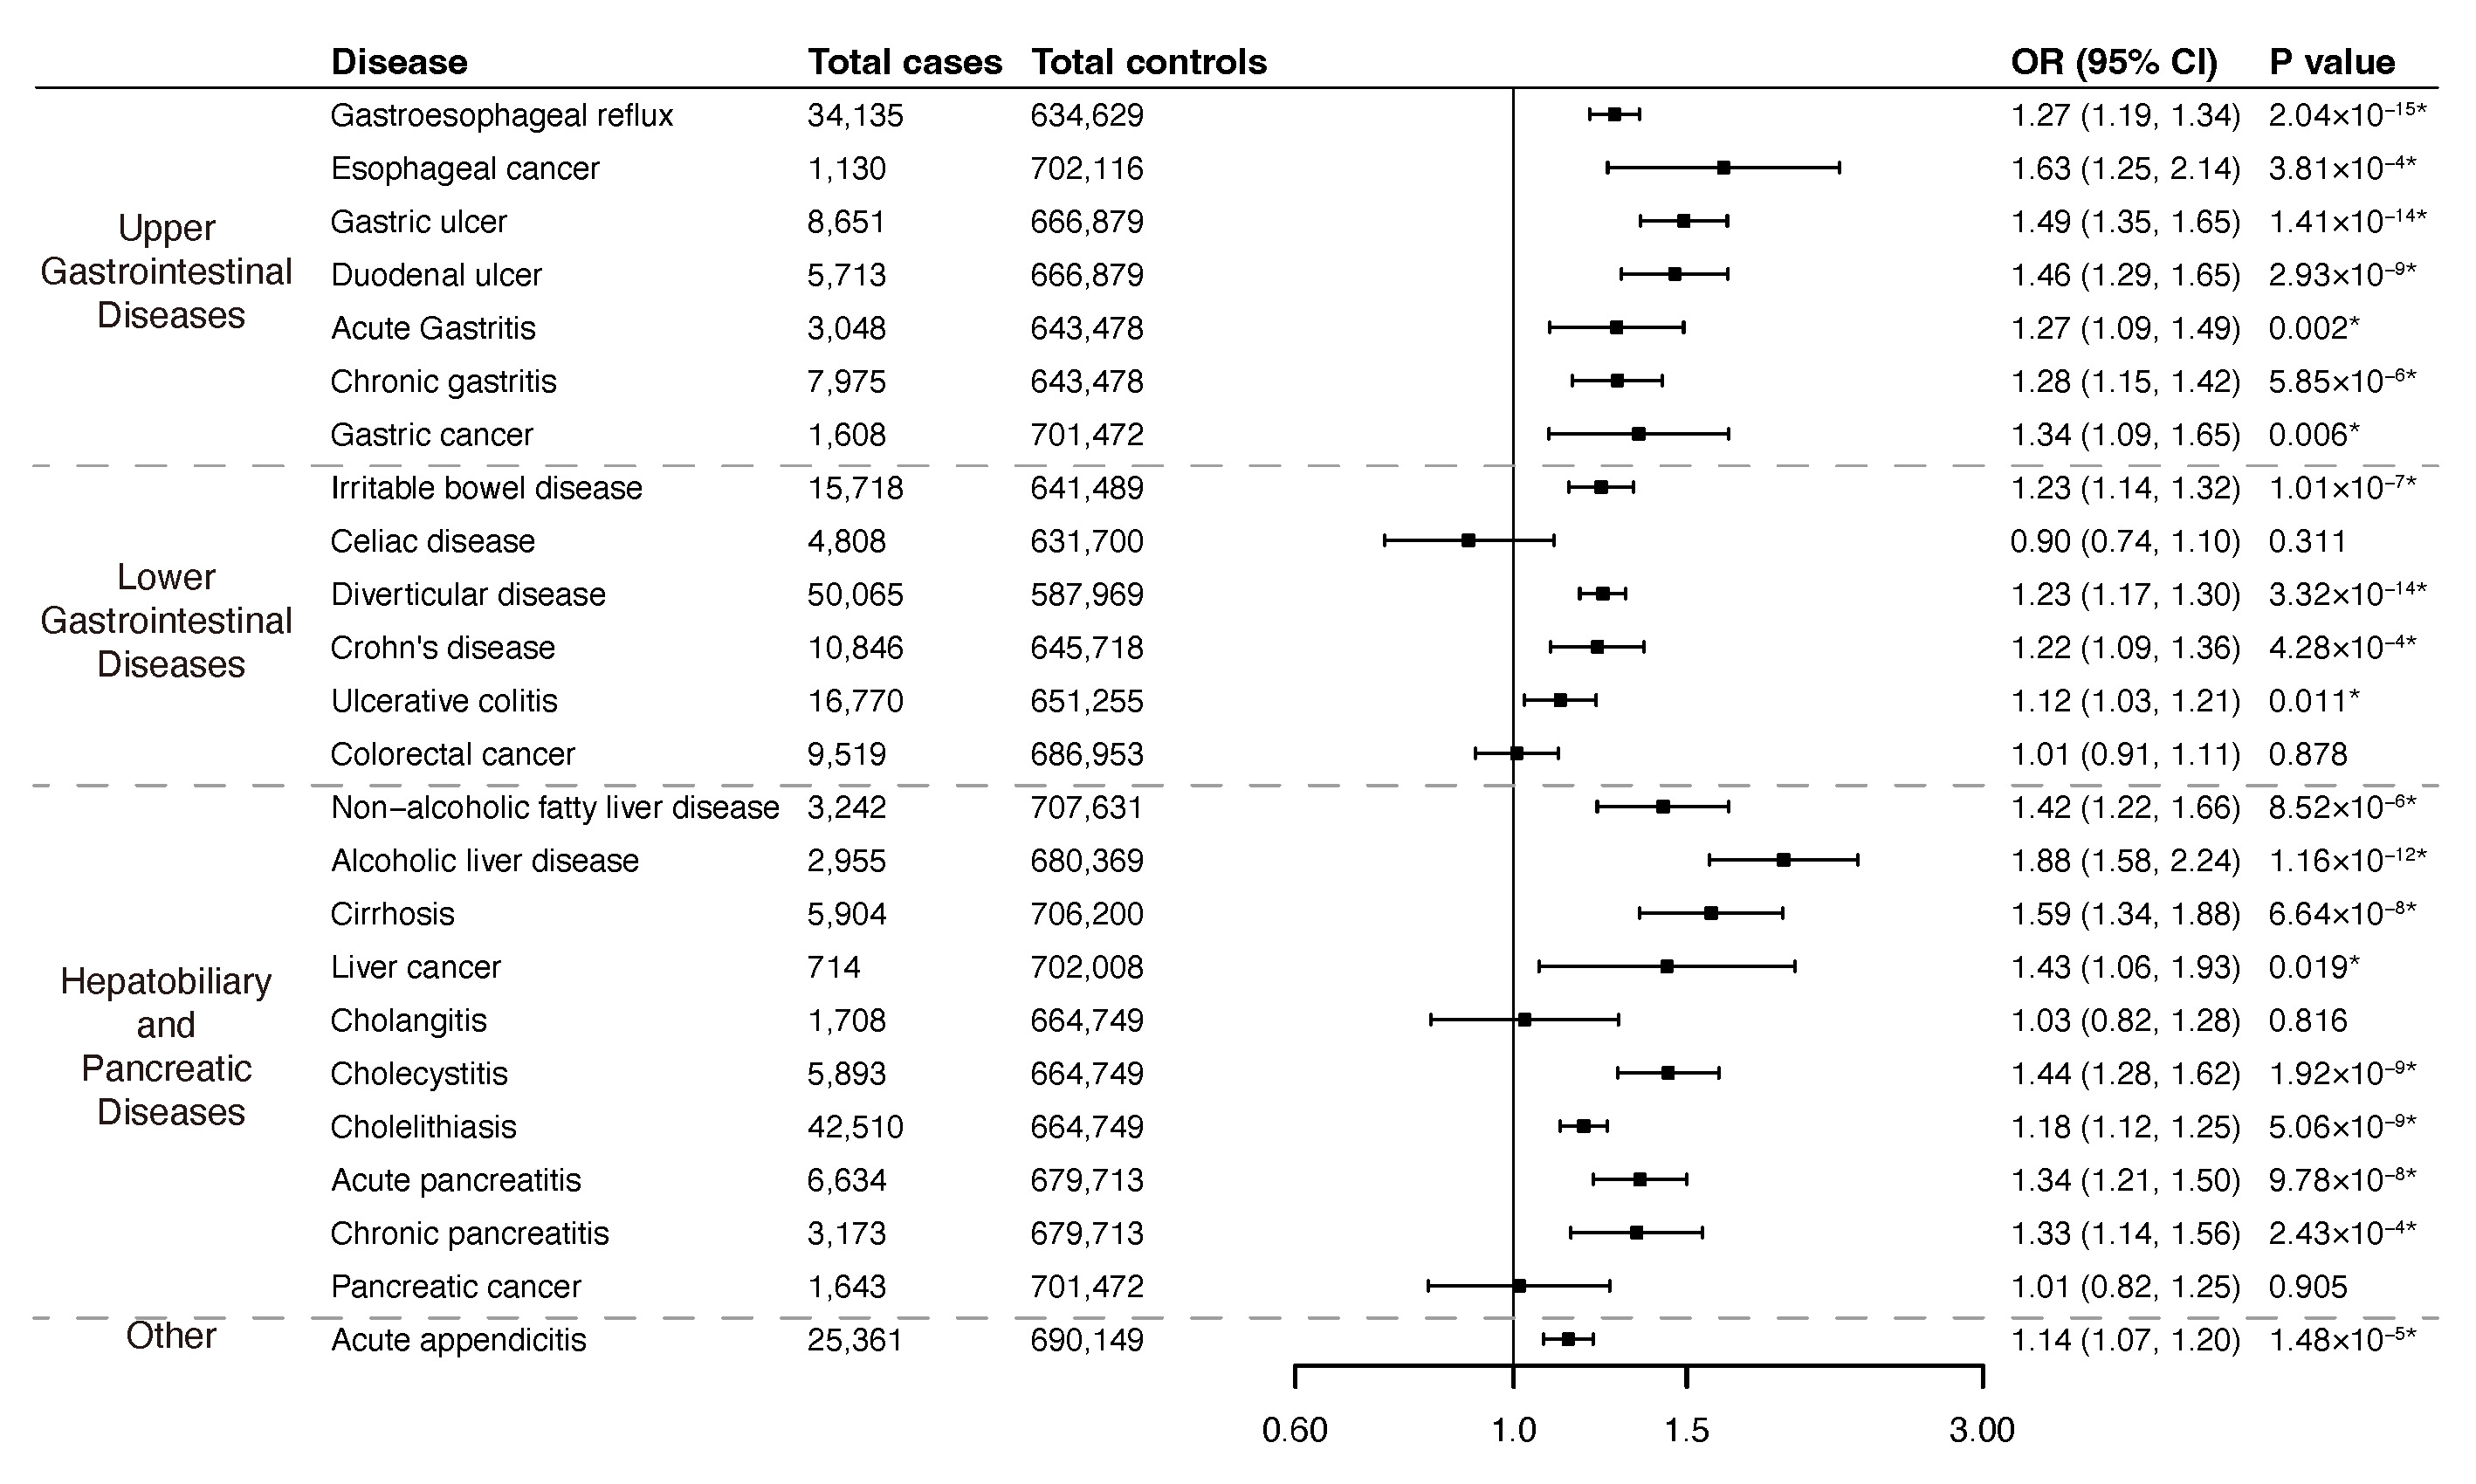 Disease Total cases Total controls OR (95% CI) P value
Upper
Gastrointestinal
Diseases
Gastroesophageal reflux 34,135 634,629 1.27 (1.19, 1.34) 2.04×10⁻¹⁵*
Esophageal cancer 1,130 702,116 1.63 (1.25, 2.14) 3.81×10⁻⁴*
Gastric ulcer 8,651 666,879 1.49 (1.35, 1.65) 1.41×10⁻¹⁴*
Duodenal ulcer 5,713 666,879 1.46 (1.29, 1.65) 2.93×10⁻⁹*
Acute Gastritis 3,048 643,478 1.27 (1.09, 1.49) 0.002*
Chronic gastritis 7,975 643,478 1.28 (1.15, 1.42) 5.85×10⁻⁶*
Gastric cancer 1,608 701,472 1.34 (1.09, 1.65) 0.006*
Lower
Gastrointestinal
Diseases
Irritable bowel disease 15,718 641,489 1.23 (1.14, 1.32) 1.01×10⁻⁷*
Celiac disease 4,808 631,700 0.90 (0.74, 1.10) 0.311
Diverticular disease 50,065 587,969 1.23 (1.17, 1.30) 3.32×10⁻¹⁴*
Crohn's disease 10,846 645,718 1.22 (1.09, 1.36) 4.28×10⁻⁴*
Ulcerative colitis 16,770 651,255 1.12 (1.03, 1.21) 0.011*
Colorectal cancer 9,519 686,953 1.01 (0.91, 1.11) 0.878
Hepatobiliary
and
Pancreatic
Diseases
Non−alcoholic fatty liver disease 3,242 707,631 1.42 (1.22, 1.66) 8.52×10⁻⁶*
Alcoholic liver disease 2,955 680,369 1.88 (1.58, 2.24) 1.16×10⁻¹²*
Cirrhosis 5,904 706,200 1.59 (1.34, 1.88) 6.64×10⁻⁸*
Liver cancer 714 702,008 1.43 (1.06, 1.93) 0.019*
Cholangitis 1,708 664,749 1.03 (0.82, 1.28) 0.816
Cholecystitis 5,893 664,749 1.44 (1.28, 1.62) 1.92×10⁻⁹*
Cholelithiasis 42,510 664,749 1.18 (1.12, 1.25) 5.06×10⁻⁹*
Acute pancreatitis 6,634 679,713 1.34 (1.21, 1.50) 9.78×10⁻⁸*
Chronic pancreatitis 3,173 679,713 1.33 (1.14, 1.56) 2.43×10⁻⁴*
Pancreatic cancer 1,643 701,472 1.01 (0.82, 1.25) 0.905
Other
Acute appendicitis 25,361 690,149 1.14 (1.07, 1.20) 1.48×10⁻⁵*
0.60 1.0 1.5 3.00